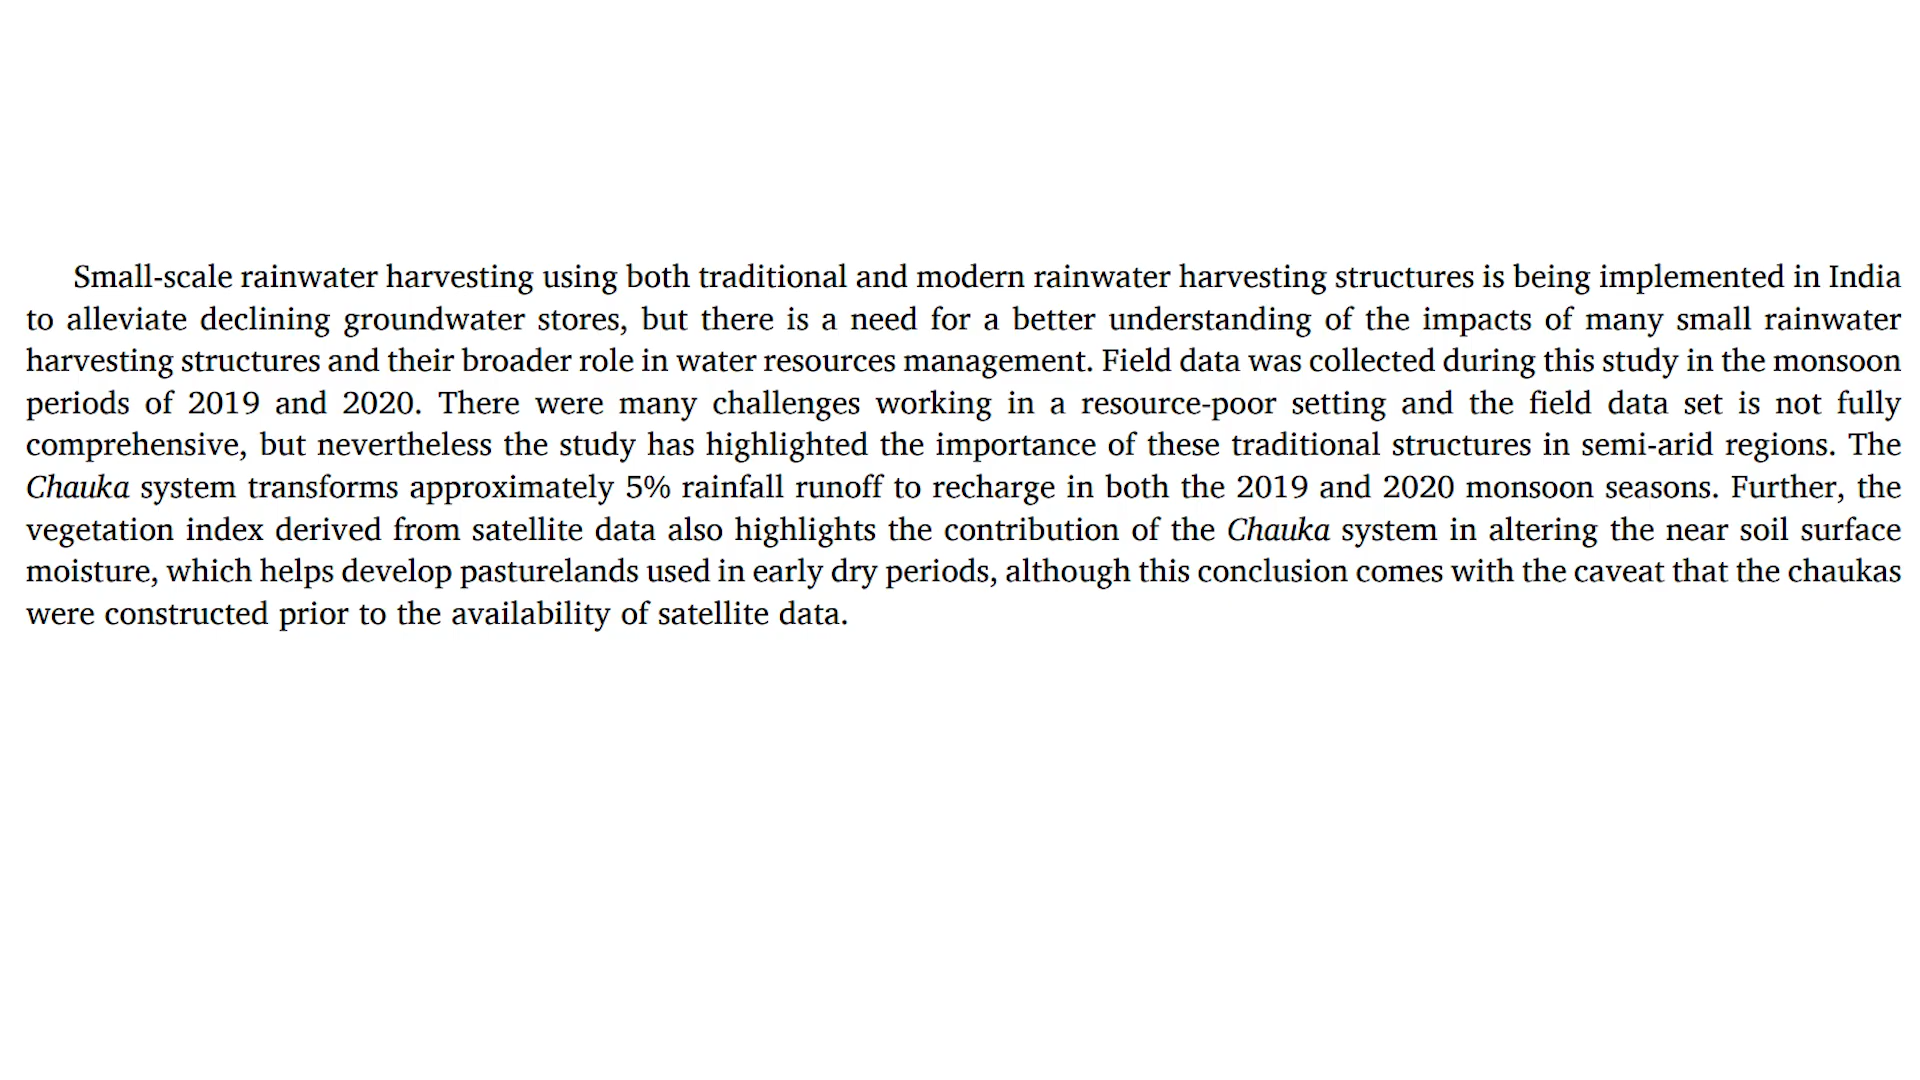 Small-scale rainwater harvesting using both traditional and modern rainwater harvesting structures is being implemented in India
to alleviate declining groundwater stores, but there is a need for a better understanding of the impacts of many small rainwater
harvesting structures and their broader role in water resources management. Field data was collected during this study in the monsoon
periods of 2019 and 2020. There were many challenges working in a resource-poor setting and the field data set is not fully
comprehensive, but nevertheless the study has highlighted the importance of these traditional structures in semi-arid regions. The
Chauka system transforms approximately 5% rainfall runoff to recharge in both the 2019 and 2020 monsoon seasons. Further, the
vegetation index derived from satellite data also highlights the contribution of the Chauka system in altering the near soil surface
moisture, which helps develop pasturelands used in early dry periods, although this conclusion comes with the caveat that the chaukas
were constructed prior to the availability of satellite data.